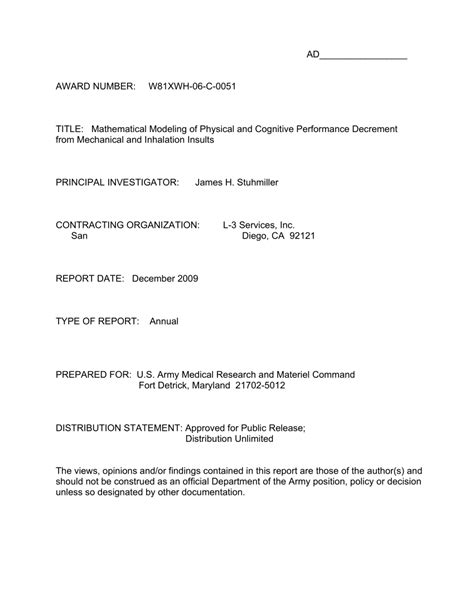 AD_________________
AWARD NUMBER: W81XWH-06-C-0051
TITLE: Mathematical Modeling of Physical and Cognitive Performance Decrement
from Mechanical and Inhalation Insults
PRINCIPAL INVESTIGATOR: James H. Stuhmiller
CONTRACTING ORGANIZATION: L-3 Services, Inc.
San Diego, CA 92121
REPORT DATE: December 2009
TYPE OF REPORT: Annual
PREPARED FOR: U.S. Army Medical Research and Materiel Command
Fort Detrick, Maryland 21702-5012
DISTRIBUTION STATEMENT: Approved for Public Release;
Distribution Unlimited
The views, opinions and/or findings contained in this report are those of the author(s) and
should not be construed as an official Department of the Army position, policy or decision
unless so designated by other documentation.